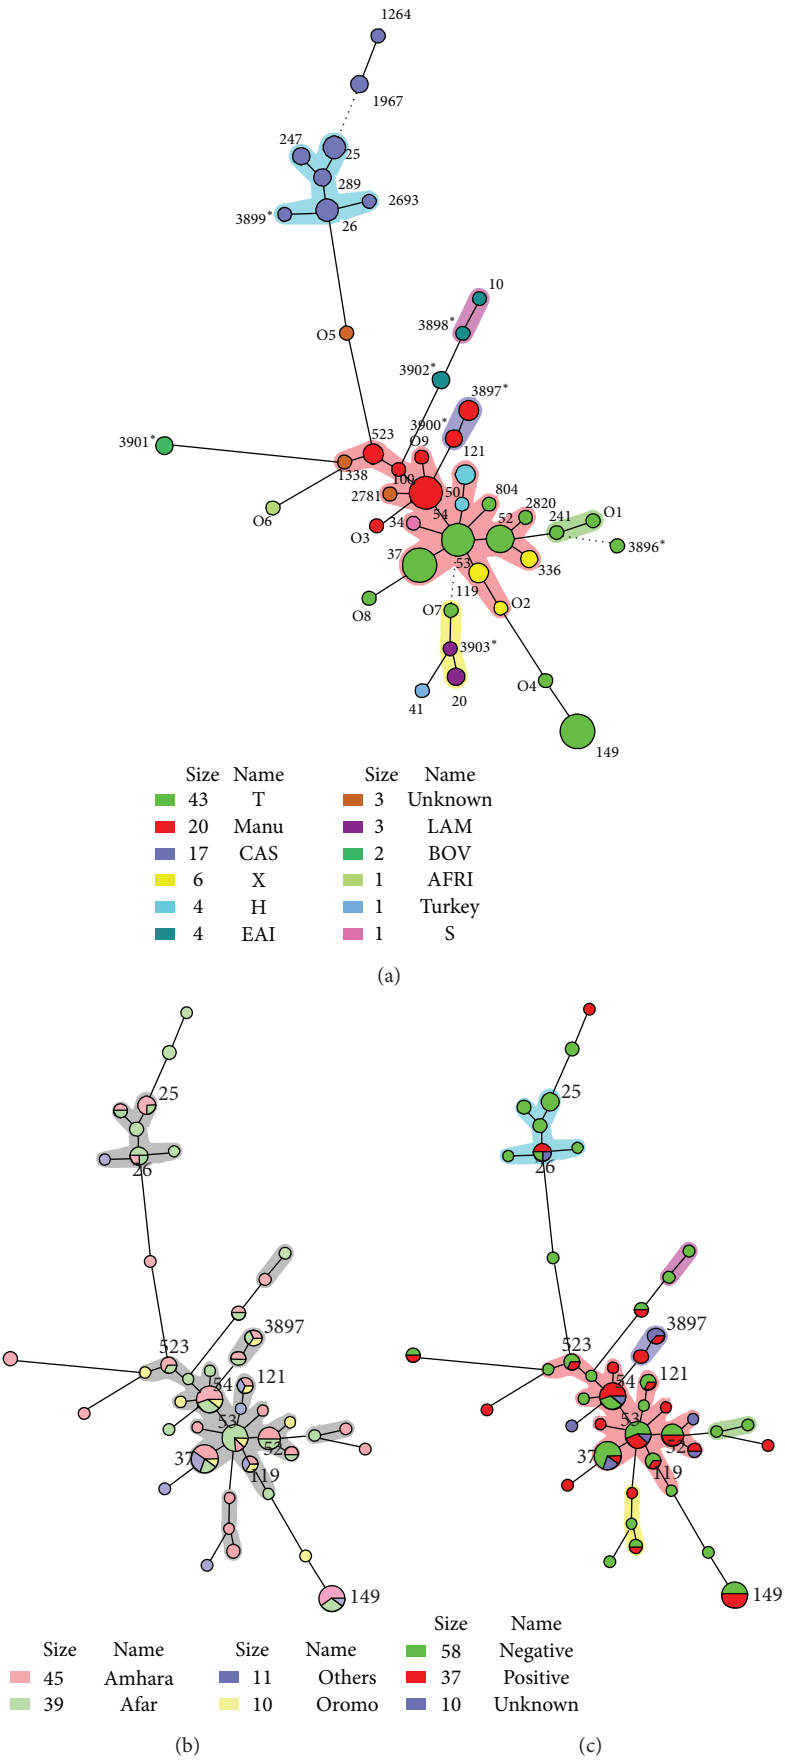 1264
1967
247
25
289
2693
3899*
26
10
O5
3898*
3902*
3897*
3900*
523
O9
3901*
121
1338
100
2781
50
804
O6
54
2820
O1
34
52
241
O3
3896*
37
53
336
119
O7
O2
O8
3903*
O4
41
20
149
Size Name Size Name
43 T 3 Unknown
20 Manu 3 LAM
17 CAS 2 BOV
6 X 1 AFRI
4 H 1 Turkey
4 EAI 1 S
(a)
25
26
3897
523
121
54
53
52
37
119
149
Size Name Size Name
45 Amhara 11 Others
39 Afar 10 Oromo
(b)
25
26
3897
523
121
54
53
52
37
119
149
Size Name
58 Negative
37 Positive
10 Unknown
(c)